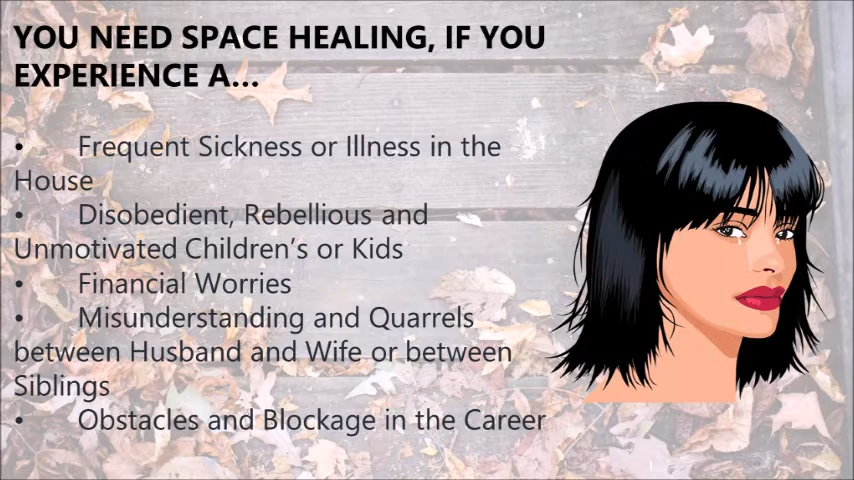 YOU NEED SPACE HEALING, IF YOU
EXPERIENCE A...
• Frequent Sickness or Illness in the
House
• Disobedient, Rebellious and
Unmotivated Children’s or Kids
• Financial Worries
• Misunderstanding and Quarrels
between Husband and Wife or between
Siblings
• Obstacles and Blockage in the Career